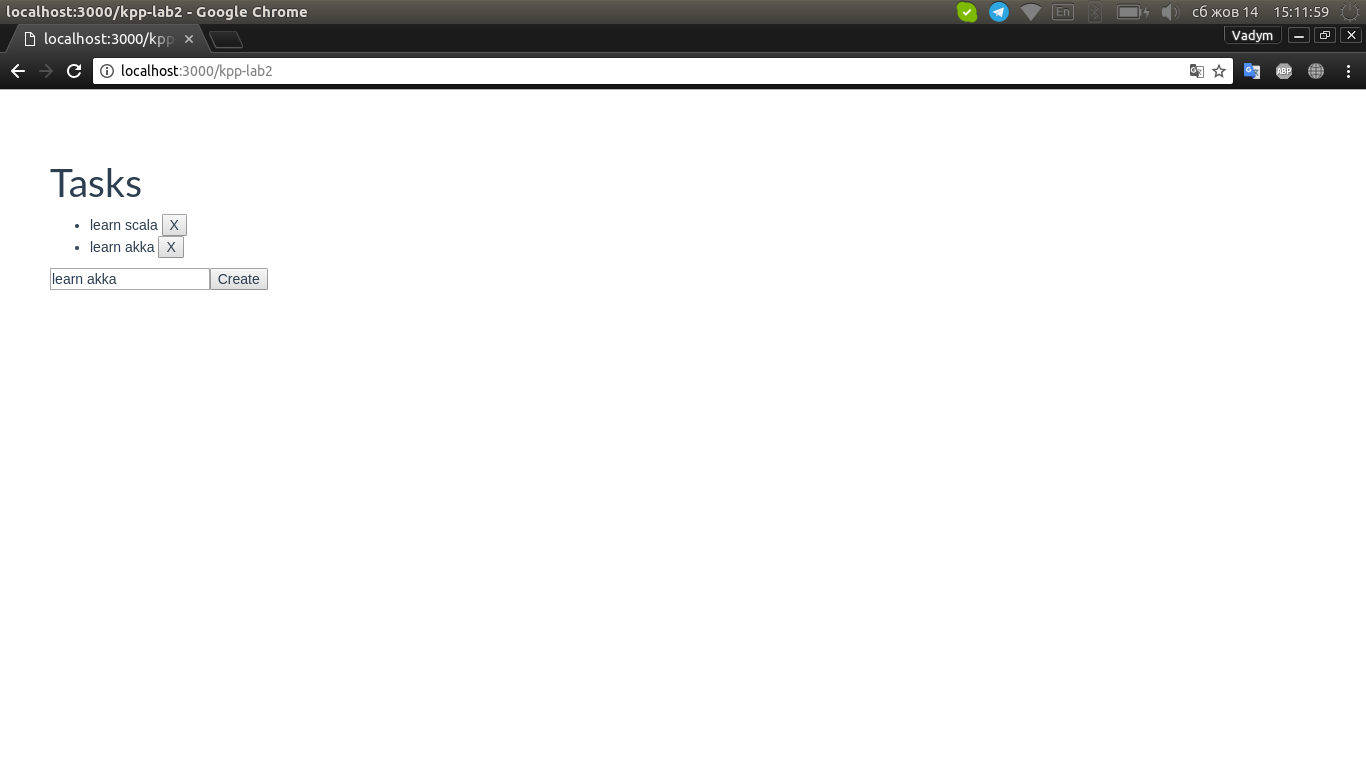 localhost:3000/kpp-lab2 - Google Chrome
En
сб жов 14 15:11:59
localhost:3000/kpp
Vadym
localhost:3000/kpp-lab2
ABP
Tasks
learn scala X
learn akka X
learn akka Create